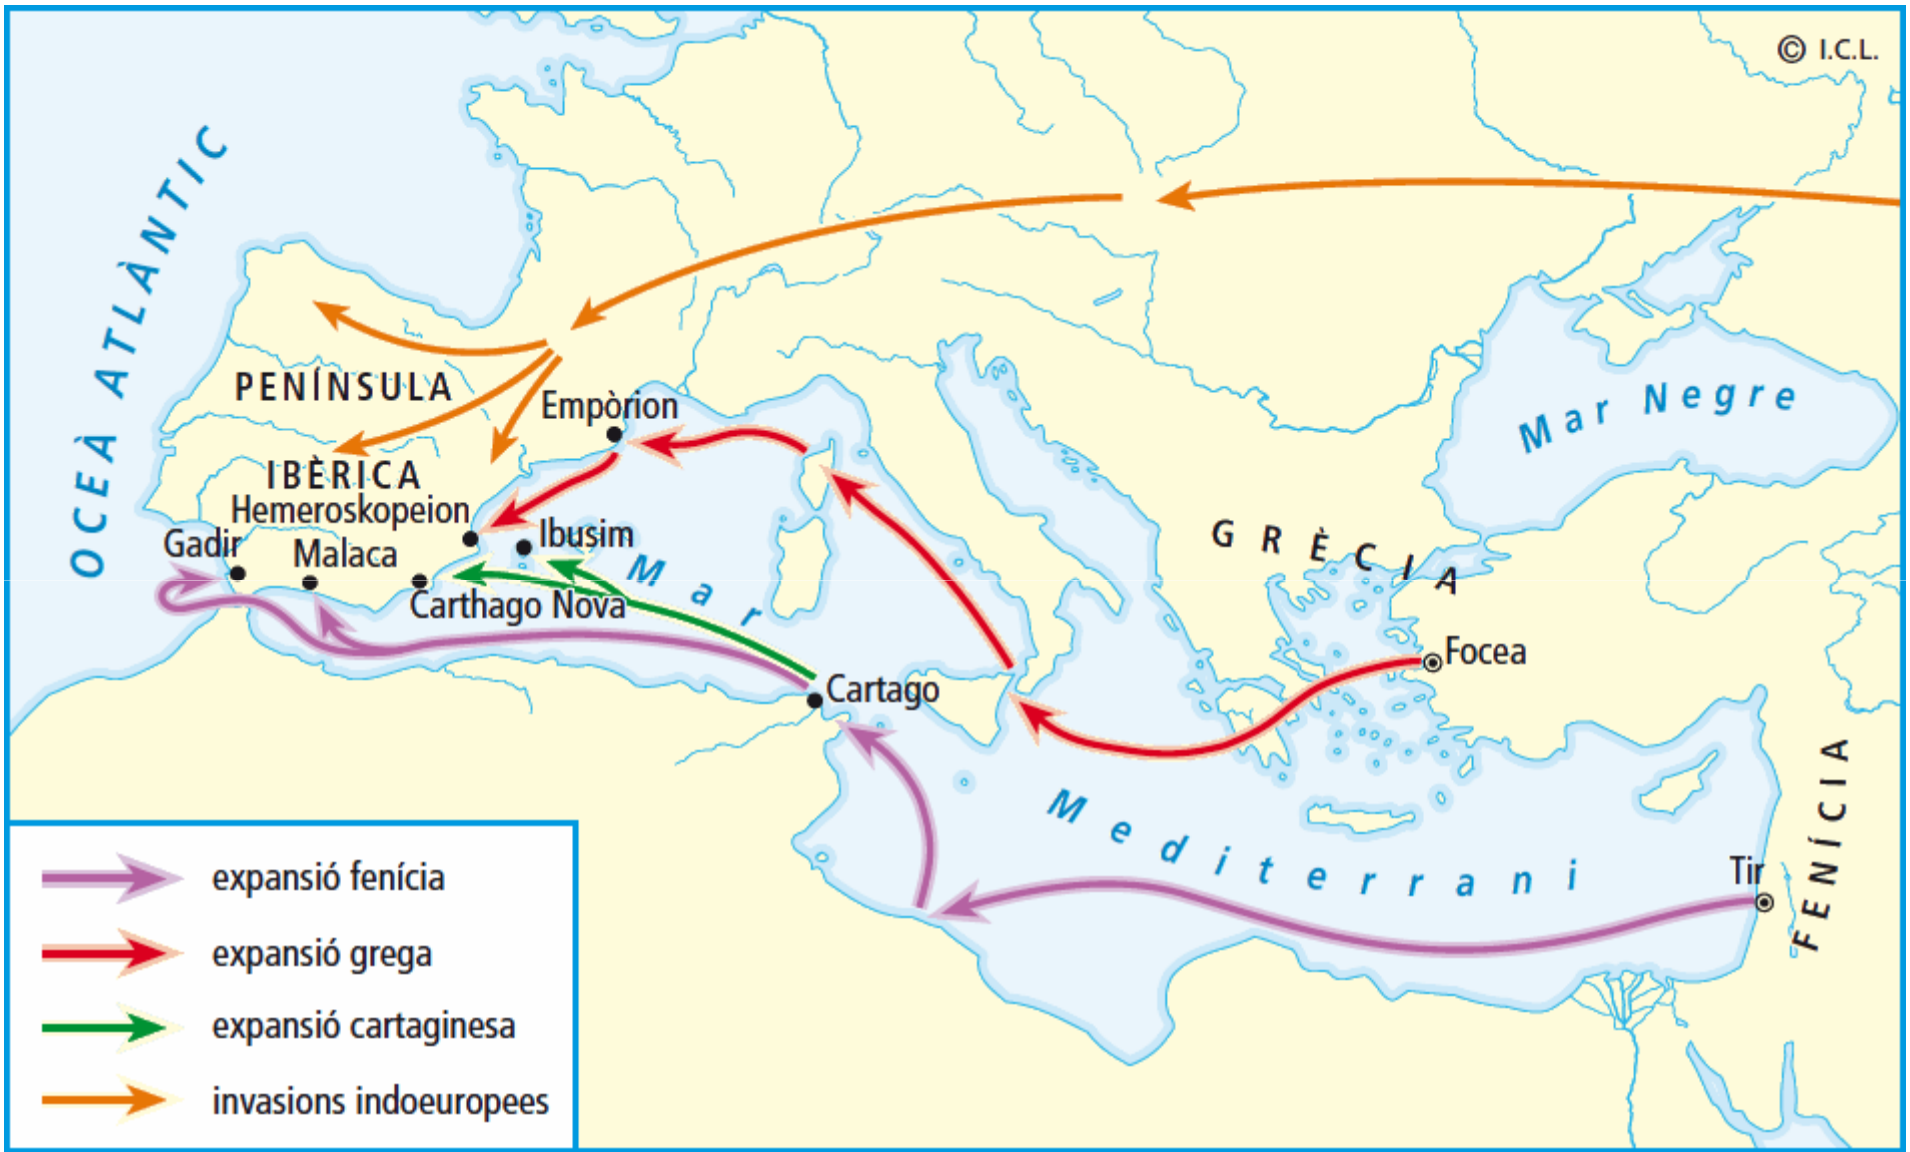 © I.C.L.
OCEÀ ATLÀNTIC
PENÍNSULA
IBÈRICA
Empòrion
Hemeroskopeion
Gadir
Malaca
Ibusim
Carthago Nova
Cartago
Mar
Mediterrani
Mar Negre
GRÈCIA
Focea
Tir
FENÍCIA
expansió fenícia
expansió grega
expansió cartaginesa
invasions indoeuropees